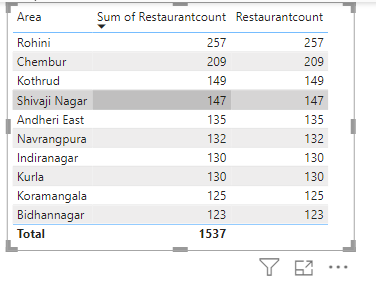 Area Sum of Restaurantcount Restaurantcount
Rohini 257 257
Chembur 209 209
Kothrud 149 149
Shivaji Nagar 147 147
Andheri East 135 135
Navrangpura 132 132
Indiranagar 130 130
Kurla 130 130
Koramangala 125 125
Bidhannagar 123 123
Total 1537